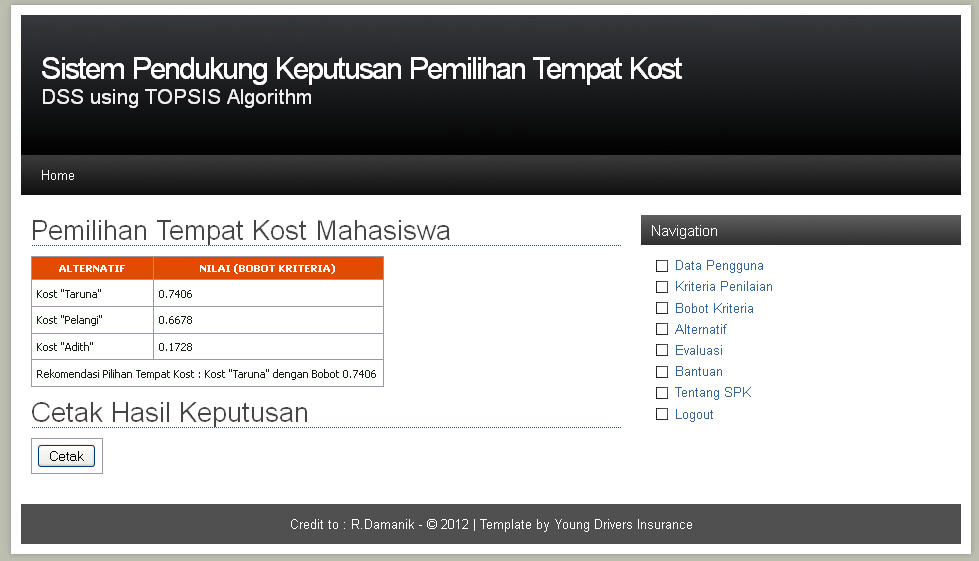 Sistem Pendukung Keputusan Pemilihan Tempat Kost
DSS using TOPSIS Algorithm
Home
Pemilihan Tempat Kost Mahasiswa
ALTERNATIF NILAI (BOBOT KRITERIA)
Kost "Taruna" 0.7406
Kost "Pelangi" 0.6678
Kost "Adith" 0.1728
Rekomendasi Pilihan Tempat Kost : Kost "Taruna" dengan Bobot 0.7406
Cetak Hasil Keputusan
Cetak
Navigation
Data Pengguna
Kriteria Penilaian
Bobot Kriteria
Alternatif
Evaluasi
Bantuan
Tentang SPK
Logout
Credit to : R.Damanik - © 2012 | Template by Young Drivers Insurance